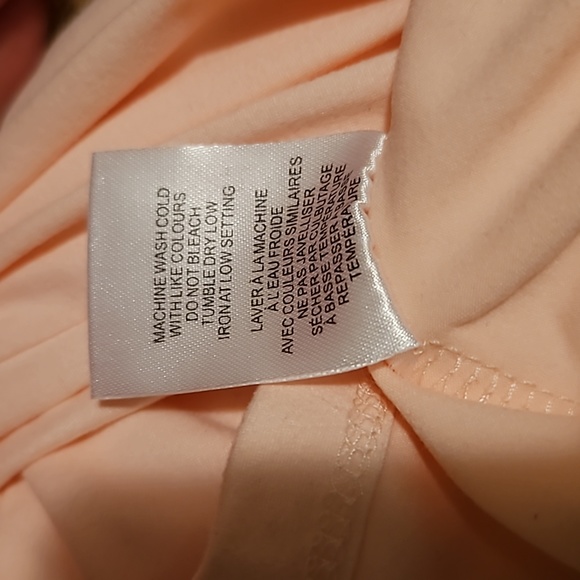 MACHINE WASH COLD
WITH LIKE COLOURS
DO NOT BLEACH
TUMBLE DRY LOW
IRON AT LOW SETTING
LAVER À LA MACHINE
À L'EAU FROIDE
AVEC COULEURS SIMILAIRES
NE PAS JAVELLISER
SÉCHER PAR CULBUTAGE
À BASSE TEMPÉRATURE
REPASSER À BASSE
TEMPÉRATURE